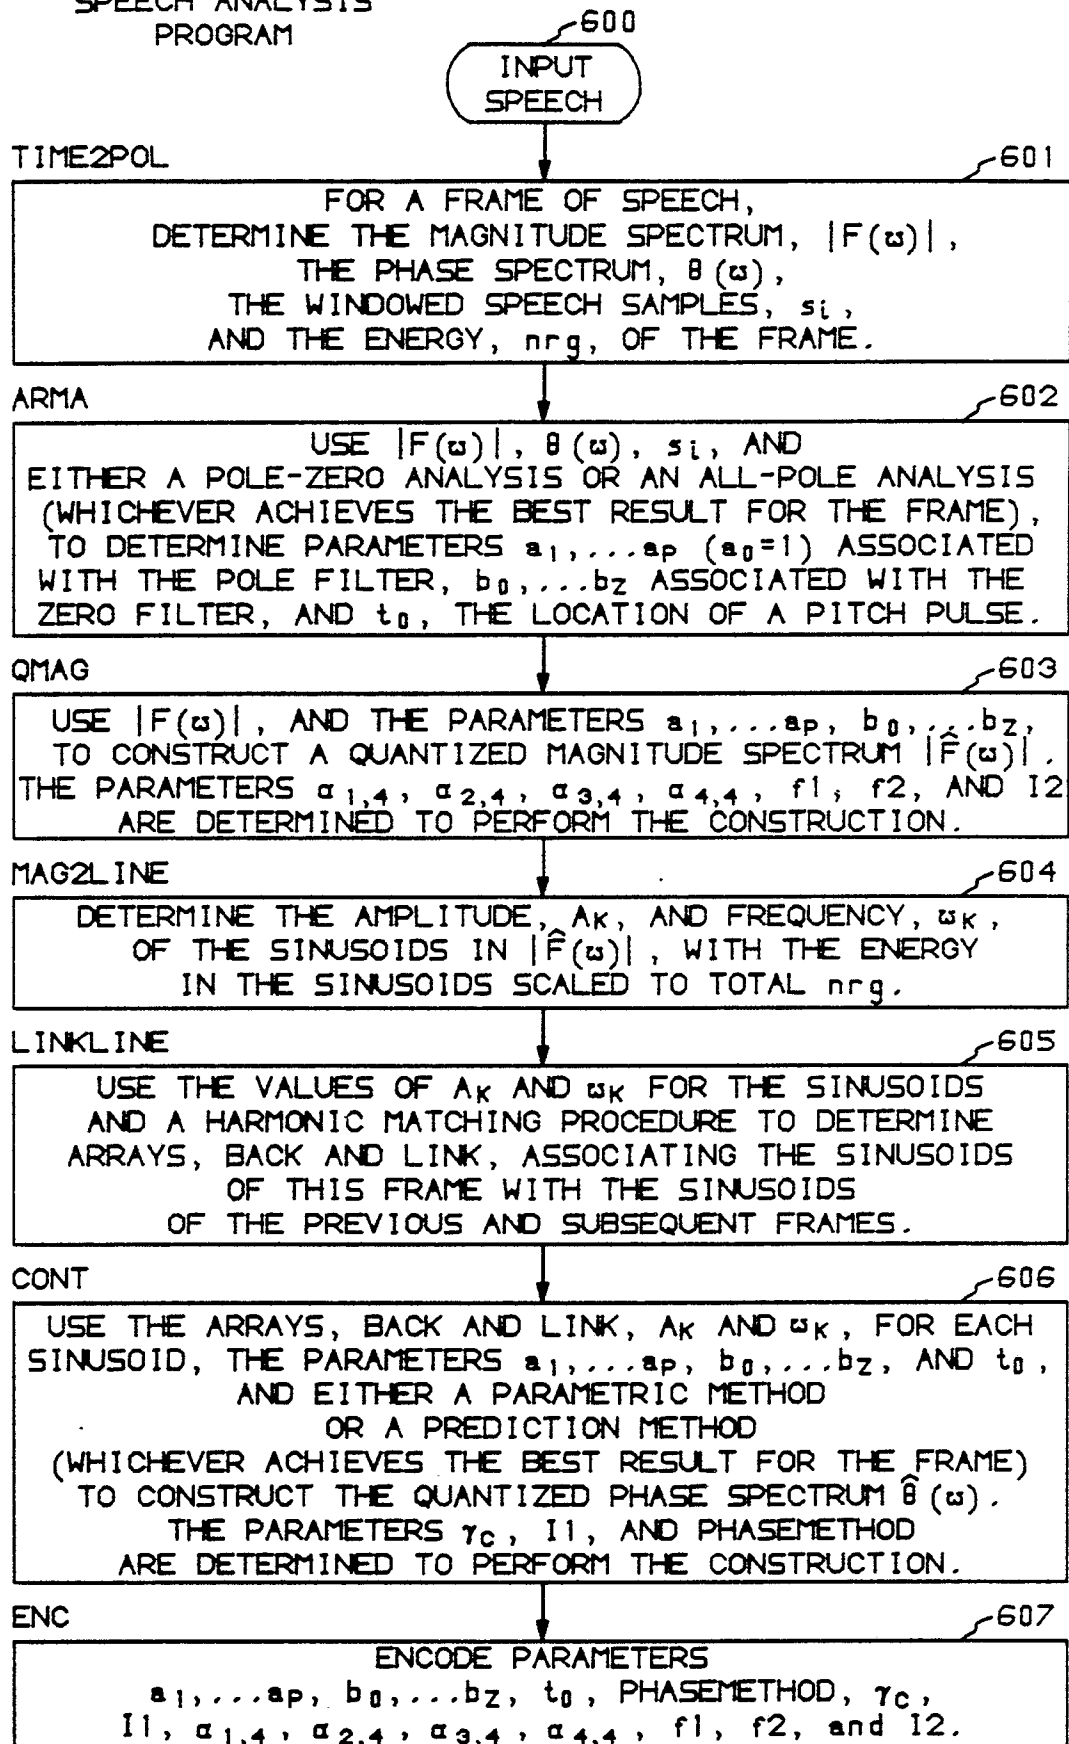 SPEECH ANALYSIS
PROGRAM
600
INPUT
SPEECH
TIME2POL
601
FOR A FRAME OF SPEECH,
DETERMINE THE MAGNITUDE SPECTRUM, |F(ω)|,
THE PHASE SPECTRUM, θ(ω),
THE WINDOWED SPEECH SAMPLES, sᵢ,
AND THE ENERGY, nrg, OF THE FRAME.
ARMA
602
USE |F(ω)|, θ(ω), sᵢ, AND
EITHER A POLE-ZERO ANALYSIS OR AN ALL-POLE ANALYSIS
(WHICHEVER ACHIEVES THE BEST RESULT FOR THE FRAME),
TO DETERMINE PARAMETERS a₁,...aP (a₀=1) ASSOCIATED
WITH THE POLE FILTER, b₀,...bZ ASSOCIATED WITH THE
ZERO FILTER, AND t₀, THE LOCATION OF A PITCH PULSE.
QMAG
603
USE |F(ω)|, AND THE PARAMETERS a₁,...aP, b₀,...bZ,
TO CONSTRUCT A QUANTIZED MAGNITUDE SPECTRUM |F̂(ω)|.
THE PARAMETERS α₁,₄, α₂,₄, α₃,₄, α₄,₄, f1, f2, AND I2
ARE DETERMINED TO PERFORM THE CONSTRUCTION.
MAG2LINE
604
DETERMINE THE AMPLITUDE, AK, AND FREQUENCY, ωK,
OF THE SINUSOIDS IN |F̂(ω)|, WITH THE ENERGY
IN THE SINUSOIDS SCALED TO TOTAL nrg.
LINKLINE
605
USE THE VALUES OF AK AND ωK FOR THE SINUSOIDS
AND A HARMONIC MATCHING PROCEDURE TO DETERMINE
ARRAYS, BACK AND LINK, ASSOCIATING THE SINUSOIDS
OF THIS FRAME WITH THE SINUSOIDS
OF THE PREVIOUS AND SUBSEQUENT FRAMES.
CONT
606
USE THE ARRAYS, BACK AND LINK, AK AND ωK, FOR EACH
SINUSOID, THE PARAMETERS a₁,...aP, b₀,...bZ, AND t₀,
AND EITHER A PARAMETRIC METHOD
OR A PREDICTION METHOD
(WHICHEVER ACHIEVES THE BEST RESULT FOR THE FRAME)
TO CONSTRUCT THE QUANTIZED PHASE SPECTRUM θ̂(ω).
THE PARAMETERS γC, I1, AND PHASEMETHOD
ARE DETERMINED TO PERFORM THE CONSTRUCTION.
ENC
607
ENCODE PARAMETERS
a₁,...aP, b₀,...bZ, t₀, PHASEMETHOD, γC,
I1, α₁,₄, α₂,₄, α₃,₄, α₄,₄, f1, f2, and I2.